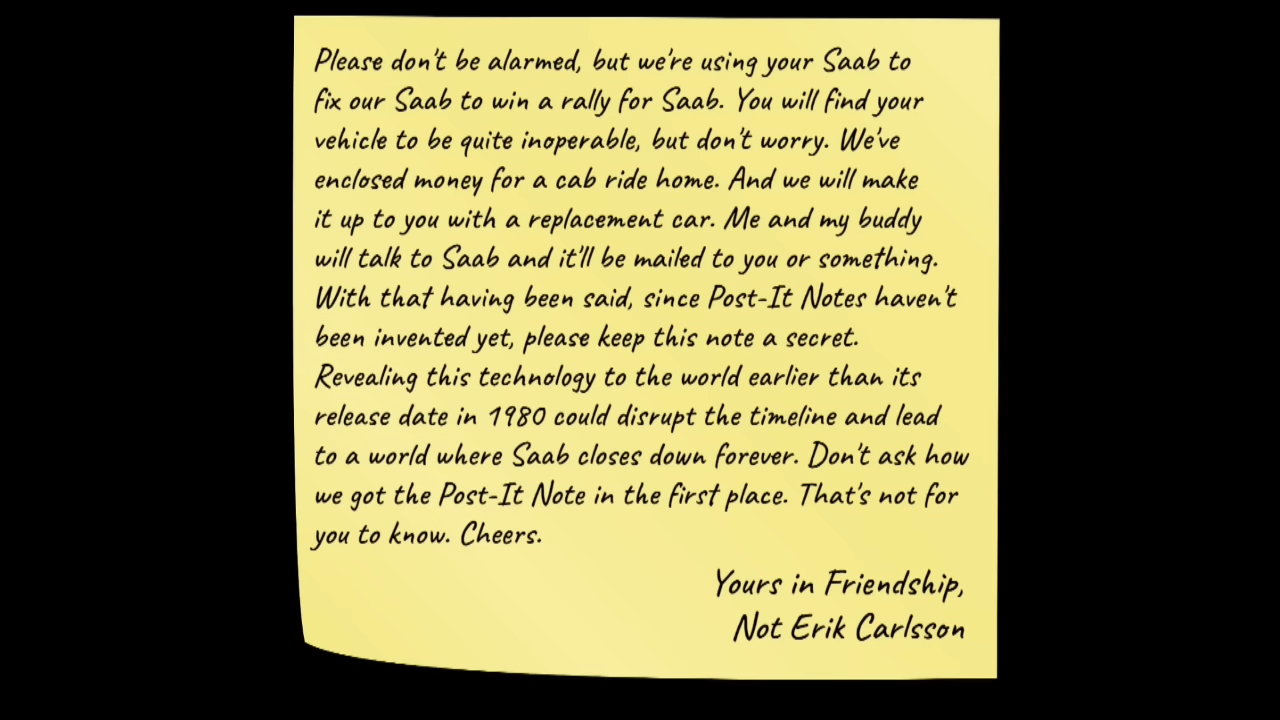 Please don't be alarmed, but we're using your Saab to
fix our Saab to win a rally for Saab. You will find your
vehicle to be quite inoperable, but don't worry. We've
enclosed money for a cab ride home. And we will make
it up to you with a replacement car. Me and my buddy
will talk to Saab and it'll be mailed to you or something.
With that having been said, since Post-It Notes haven't
been invented yet, please keep this note a secret.
Revealing this technology to the world earlier than its
release date in 1980 could disrupt the timeline and lead
to a world where Saab closes down forever. Don't ask how
we got the Post-It Note in the first place. That's not for
you to know. Cheers.
Yours in Friendship,
Not Erik Carlsson